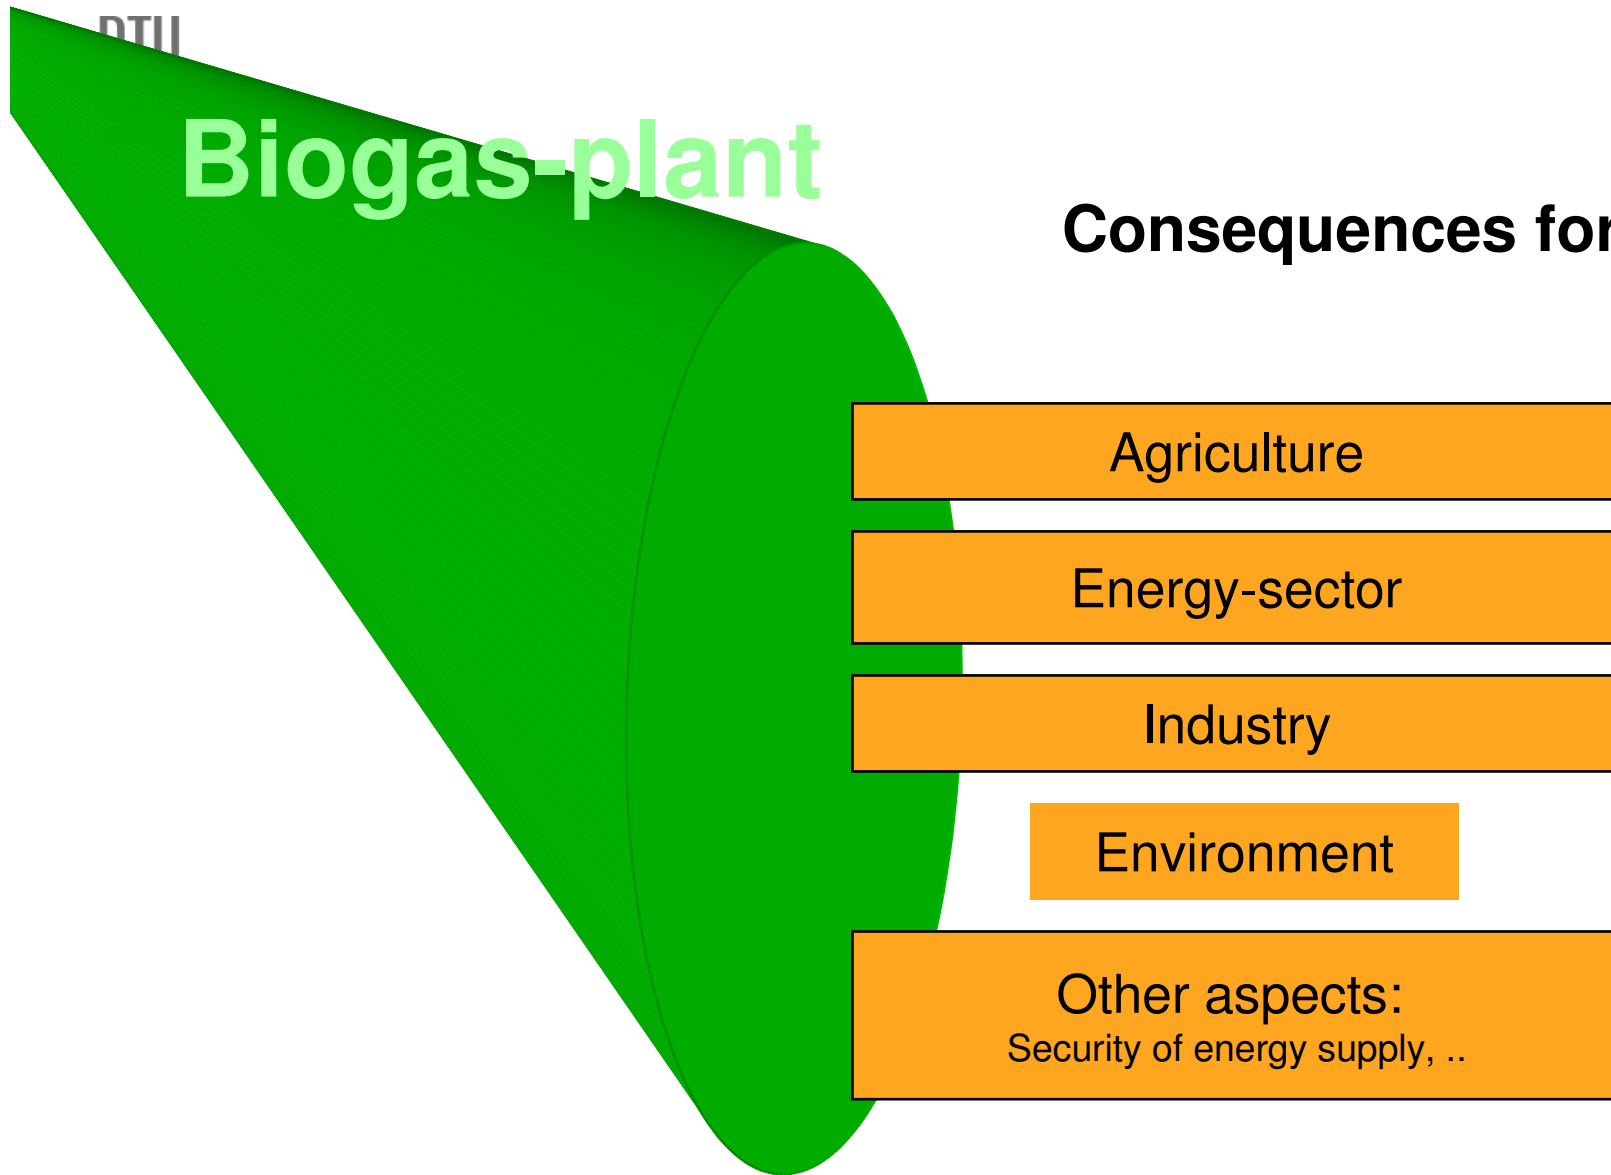 DTU
Biogas-plant
Consequences for
Agriculture
Energy-sector
Industry
Environment
Other aspects:
Security of energy supply, ..